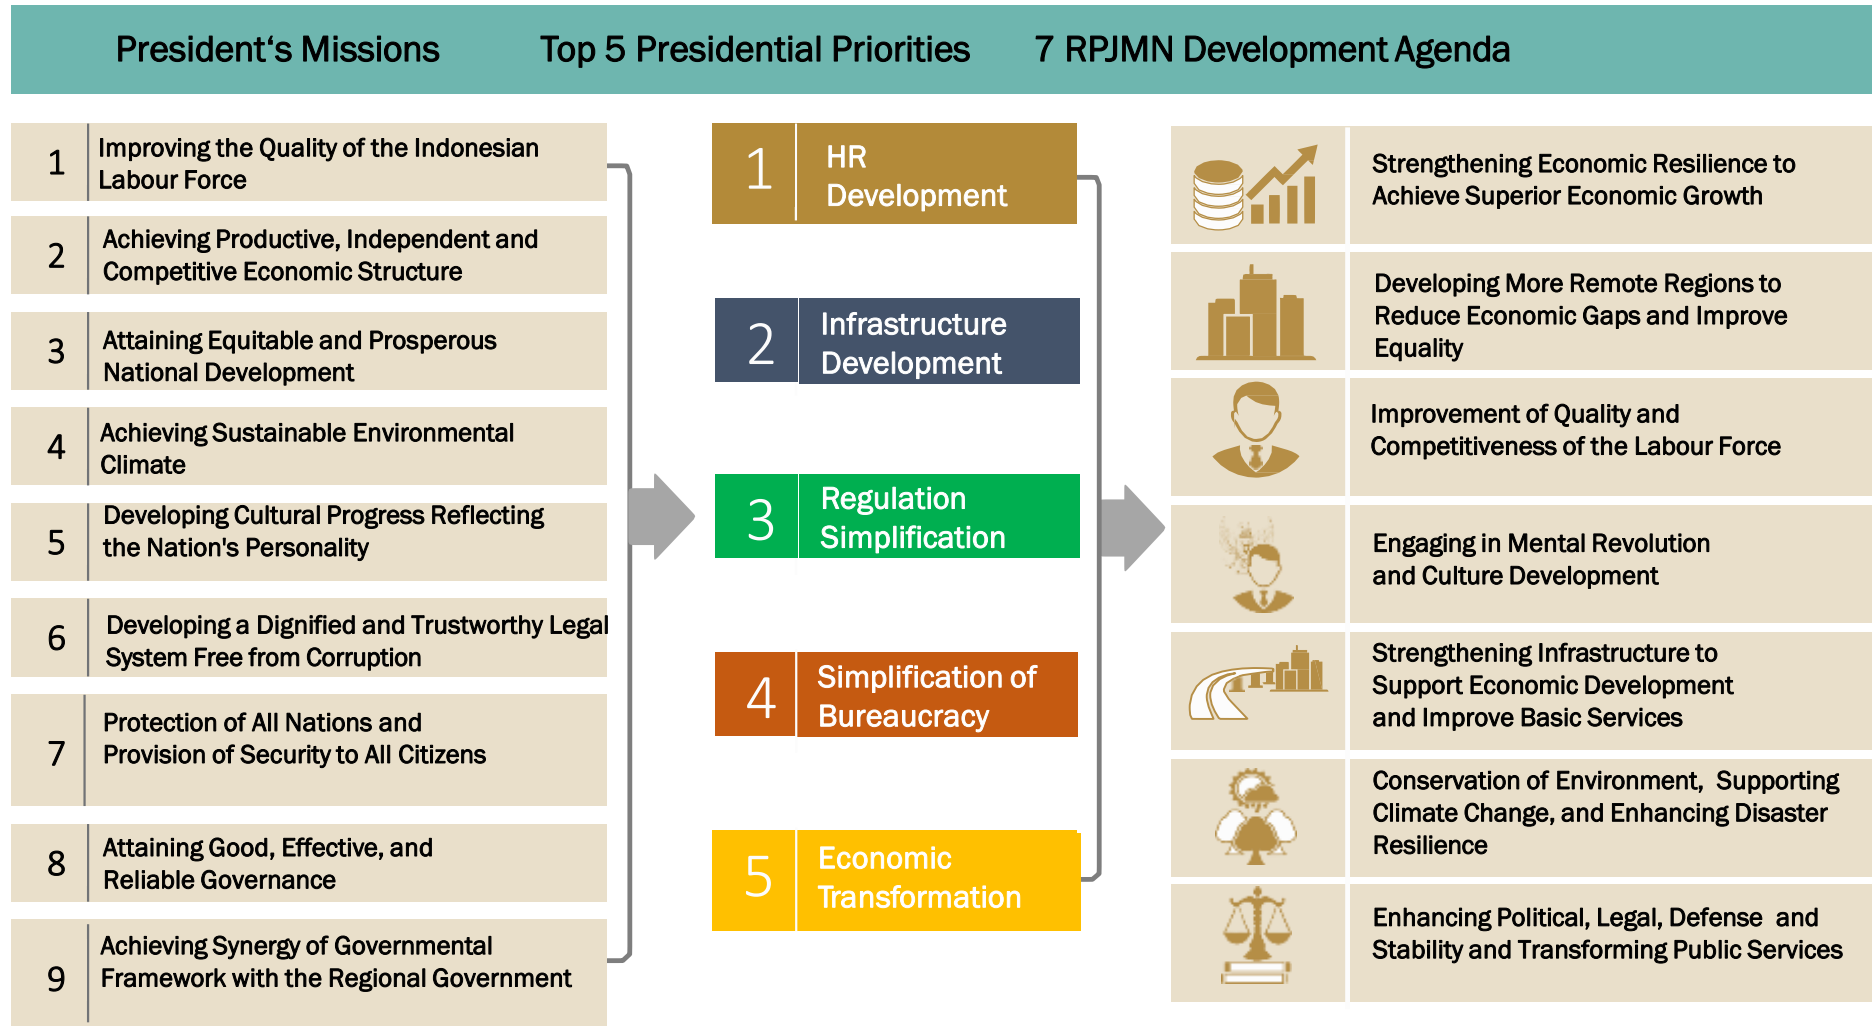 President‘s Missions
Top 5 Presidential Priorities
7 RPJMN Development Agenda
1
Improving the Quality of the Indonesian
Labour Force
2
Achieving Productive, Independent and
Competitive Economic Structure
3
Attaining Equitable and Prosperous
National Development
4
Achieving Sustainable Environmental
Climate
5
Developing Cultural Progress Reflecting
the Nation's Personality
6
Developing a Dignified and Trustworthy Legal
System Free from Corruption
7
Protection of All Nations and
Provision of Security to All Citizens
8
Attaining Good, Effective, and
Reliable Governance
9
Achieving Synergy of Governmental
Framework with the Regional Government
1
HR
Development
2
Infrastructure
Development
3
Regulation
Simplification
4
Simplification of
Bureaucracy
5
Economic
Transformation
Strengthening Economic Resilience to
Achieve Superior Economic Growth
Developing More Remote Regions to
Reduce Economic Gaps and Improve
Equality
Improvement of Quality and
Competitiveness of the Labour Force
Engaging in Mental Revolution
and Culture Development
Strengthening Infrastructure to
Support Economic Development
and Improve Basic Services
Conservation of Environment, Supporting
Climate Change, and Enhancing Disaster
Resilience
Enhancing Political, Legal, Defense and
Stability and Transforming Public Services